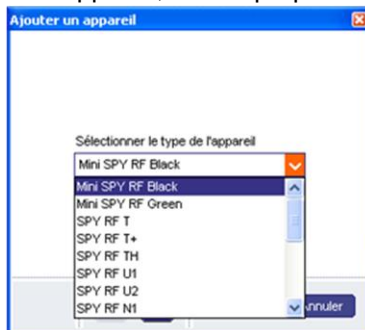 Ajouter un appareil
Sélectionner le type de l'appareil
Mini SPY RF Black
Mini SPY RF Black
Mini SPY RF Green
SPY RF T
SPY RF T+
SPY RF TH
SPY RF U1
SPY RF U2
SPY RF N1